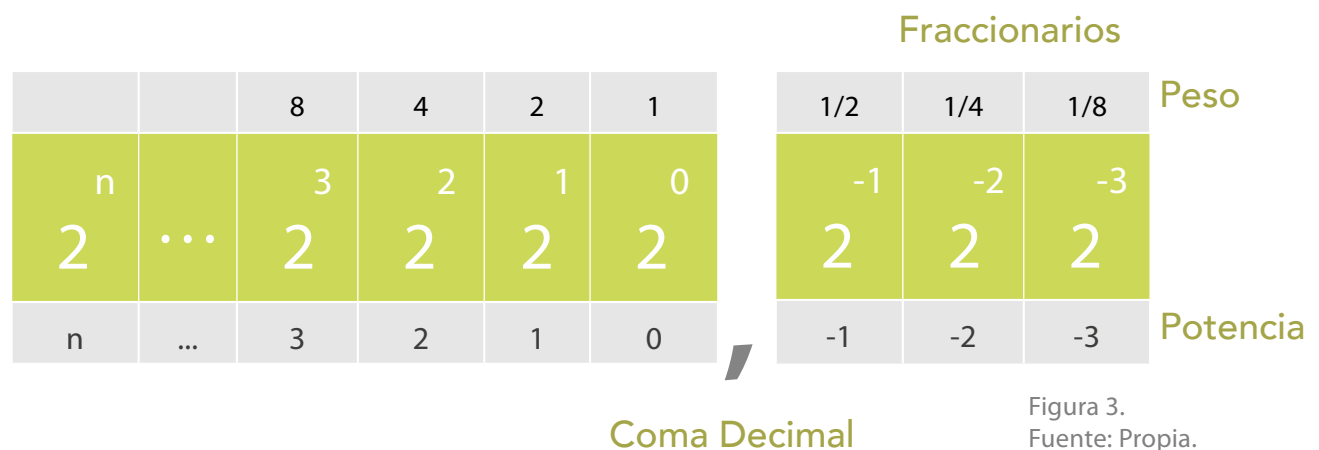 Fraccionarios
8 4 2 1 1/2 1/4 1/8 Peso
n 3 2 1 0 -1 -2 -3
2 ... 2 2 2 2 2 2 2
n ... 3 2 1 0 , -1 -2 -3 Potencia
Coma Decimal
Figura 3.
Fuente: Propia.